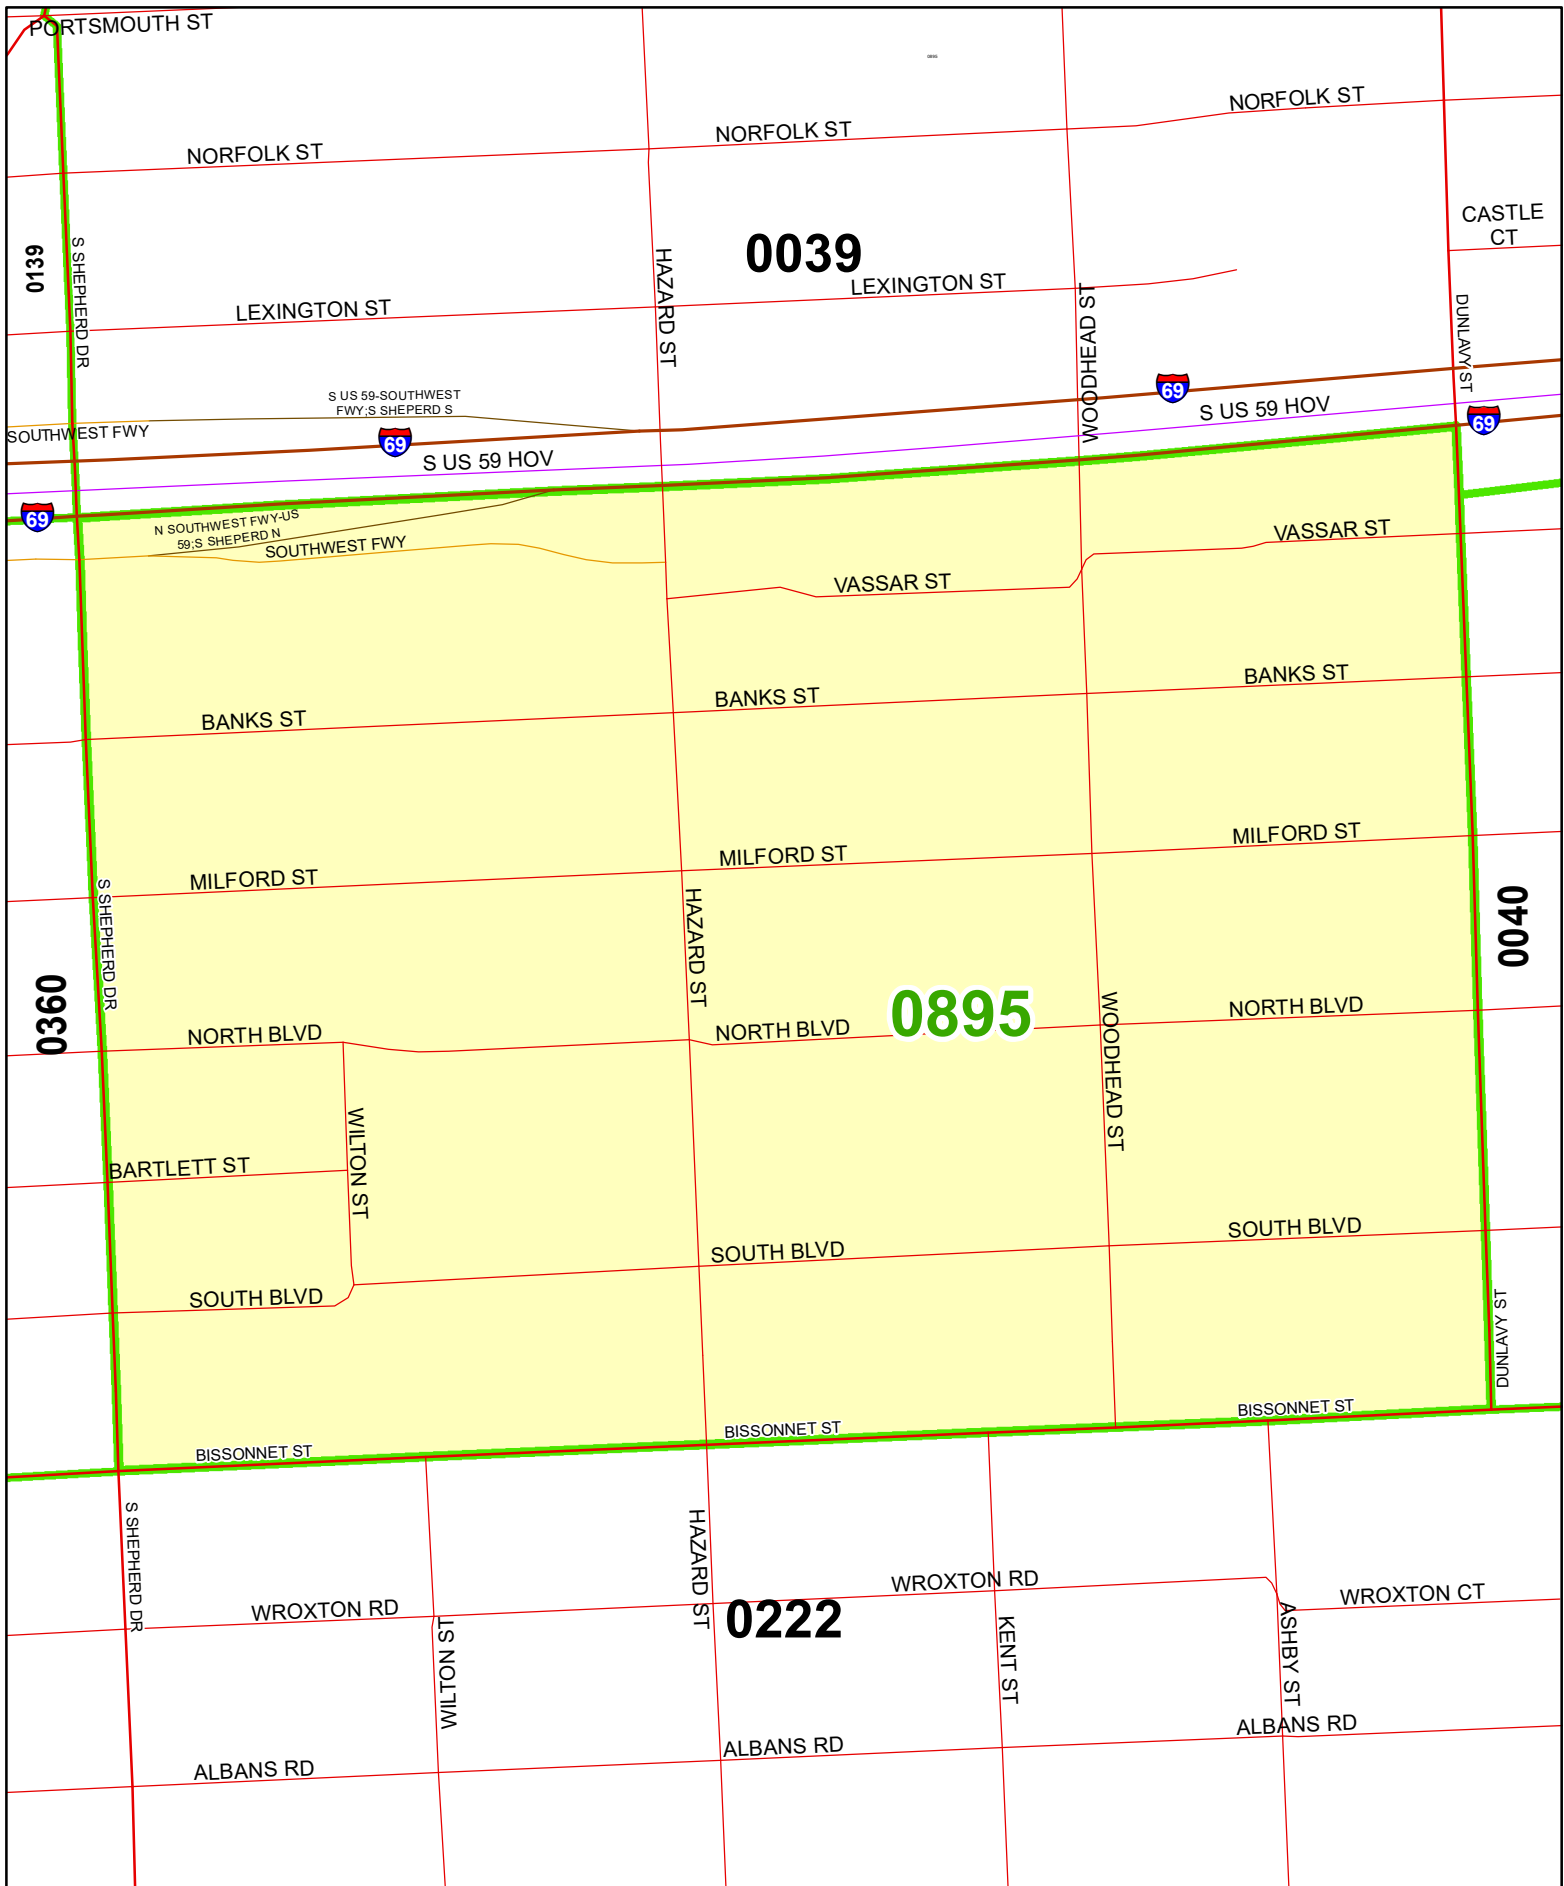 PORTSMOUTH ST
0895
NORFOLK ST
NORFOLK ST
NORFOLK ST
CASTLE
CT
0139
S SHEPHERD DR
0039
HAZARD ST
LEXINGTON ST
LEXINGTON ST
WOODHEAD ST
DUNLAVY ST
S US 59-SOUTHWEST
FWY;S SHEPERD S
SOUTHWEST FWY
69
69
69
S US 59 HOV
S US 59 HOV
69
N SOUTHWEST FWY-US
59;S SHEPERD N
SOUTHWEST FWY
VASSAR ST
VASSAR ST
BANKS ST
BANKS ST
BANKS ST
MILFORD ST
MILFORD ST
MILFORD ST
S SHEPHERD DR
HAZARD ST
0040
0360
0895
NORTH BLVD
NORTH BLVD
NORTH BLVD
WOODHEAD ST
WILTON ST
BARTLETT ST
SOUTH BLVD
SOUTH BLVD
SOUTH BLVD
DUNLAVY ST
BISSONNET ST
BISSONNET ST
BISSONNET ST
S SHEPHERD DR
HAZARD ST
WROXTON RD
WROXTON RD
WROXTON CT
0222
WILTON ST
KENT ST
ASHBY ST
ALBANS RD
ALBANS RD
ALBANS RD